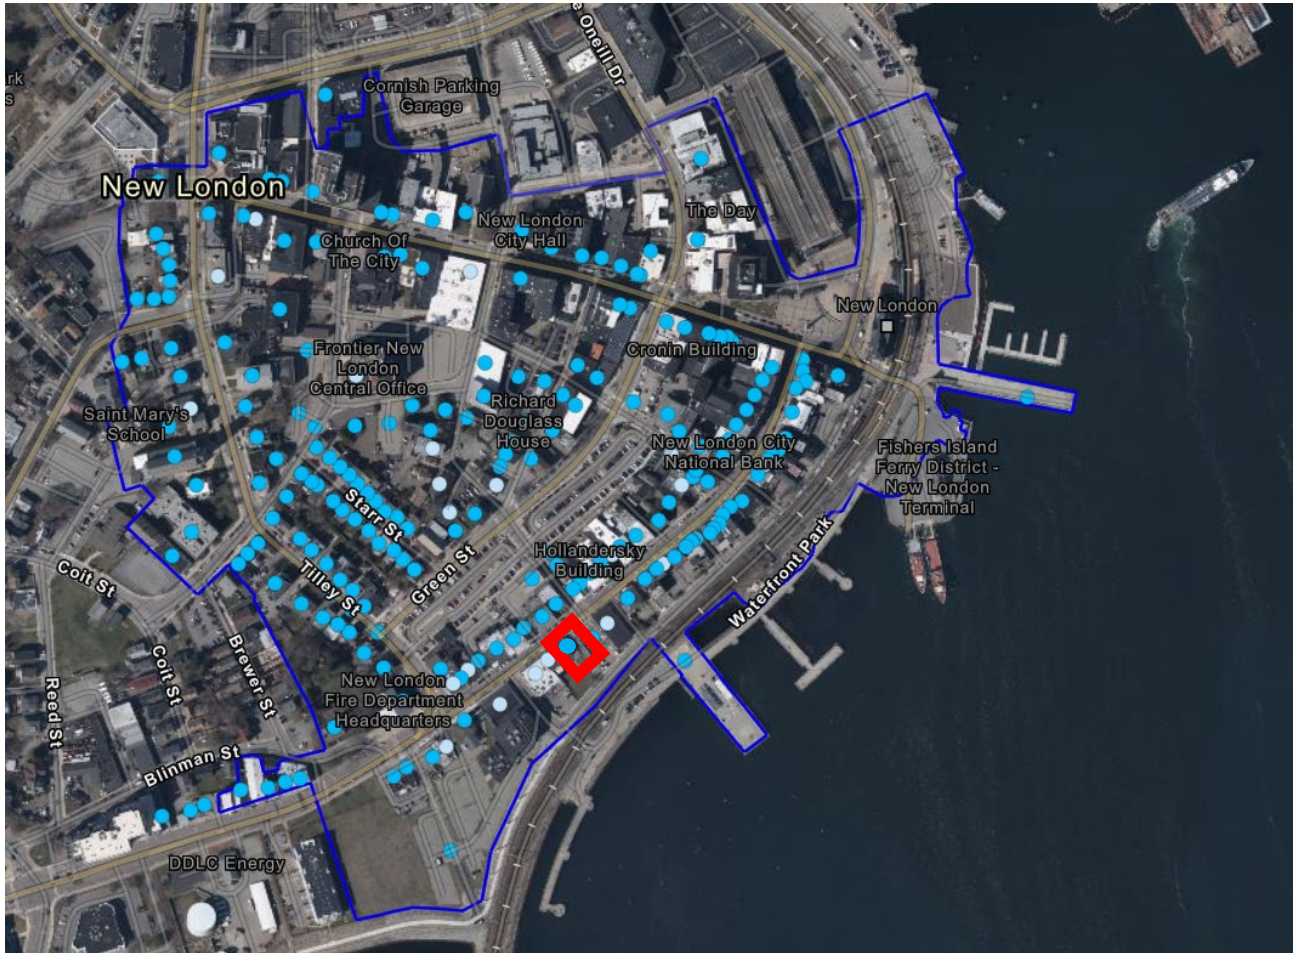 e Oneill Dr
rk
s
Cornish Parking
Garage
New London
The Day
New London
City Hall
Church Of
The City
New London
Cronin Building
Frontier New
London
Central Office
Saint Mary's
School
Richard
Douglass
House
New London City
National Bank
Fishers Island
Ferry District -
New London
Terminal
Starr St
Hollandersky
Building
Waterfront Park
Coit St
Tilley St
Green St
Brewer St
Coit St
Reed St
New London
Fire Department
Headquarters
Blinman St
DDLC Energy